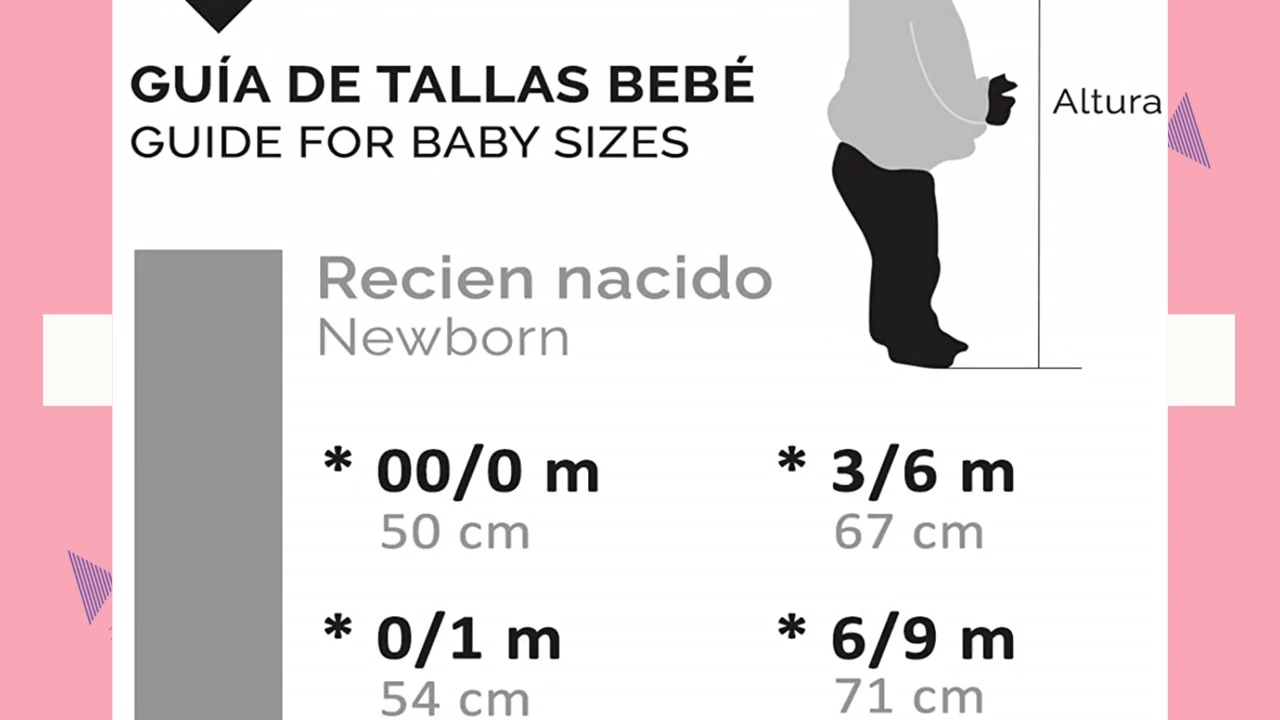 GUÍA DE TALLAS BEBÉ
GUIDE FOR BABY SIZES
Altura
Recien nacido
Newborn
* 00/0 m
50 cm
* 3/6 m
67 cm
* 0/1 m
54 cm
* 6/9 m
71 cm